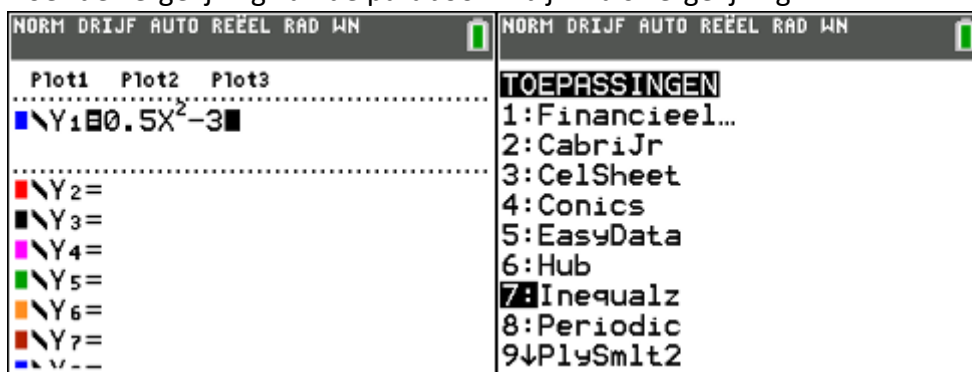 NORM DRIJF AUTO REËEL RAD WN
Plot1 Plot2 Plot3
\Y1=0.5X²-3
\Y2=
\Y3=
\Y4=
\Y5=
\Y6=
\Y7=
NORM DRIJF AUTO REËEL RAD WN
TOEPASSINGEN
1:Financieel…
2:CabriJr
3:CelSheet
4:Conics
5:EasyData
6:Hub
7:Inequalz
8:Periodic
9↓PlySmlt2